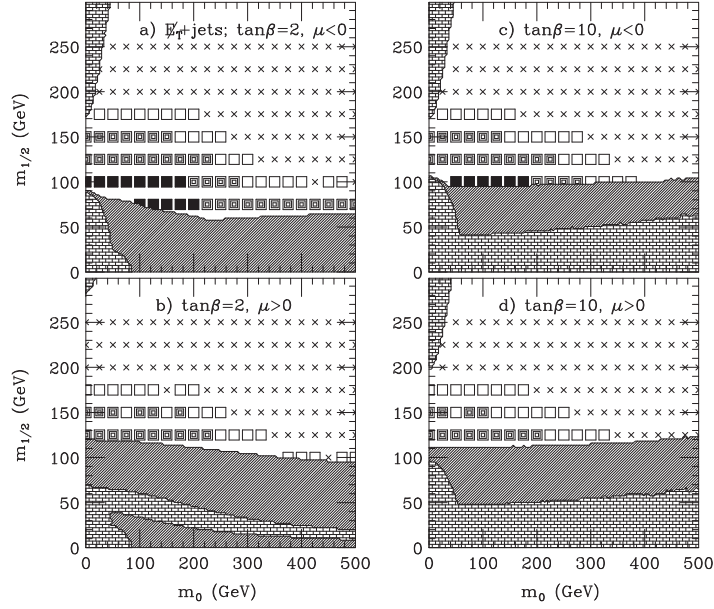 a) E̸T+jets; tanβ=2, μ<0
c) tanβ=10, μ<0
250
200
150
100
50
0
m1/2 (GeV)
b) tanβ=2, μ>0
d) tanβ=10, μ>0
250
200
150
100
50
0
m1/2 (GeV)
0 100 200 300 400 500
0 100 200 300 400 500
m0 (GeV)
m0 (GeV)